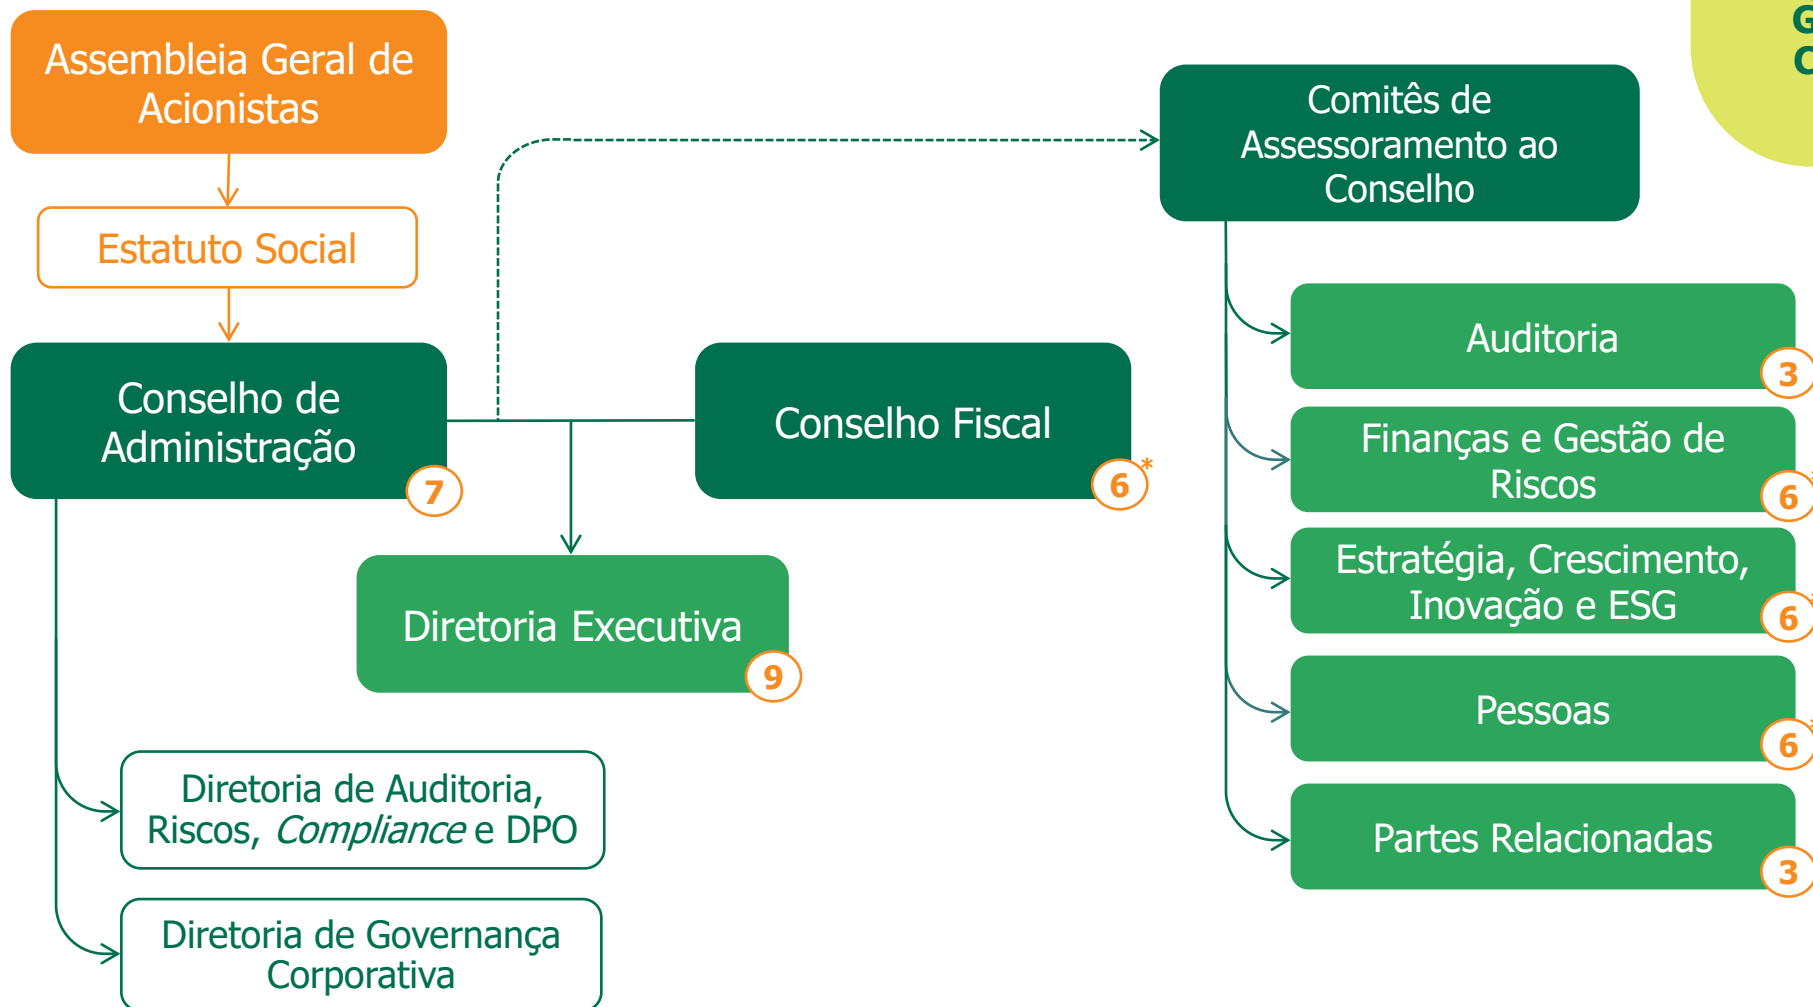 Assembleia Geral de
Acionistas
Estatuto Social
Conselho de
Administração
7
Conselho Fiscal
6*
Diretoria Executiva
9
Diretoria de Auditoria,
Riscos, Compliance e DPO
Diretoria de Governança
Corporativa
Comitês de
Assessoramento ao
Conselho
Auditoria
3
Finanças e Gestão de
Riscos
6
Estratégia, Crescimento,
Inovação e ESG
6
Pessoas
6
Partes Relacionadas
3